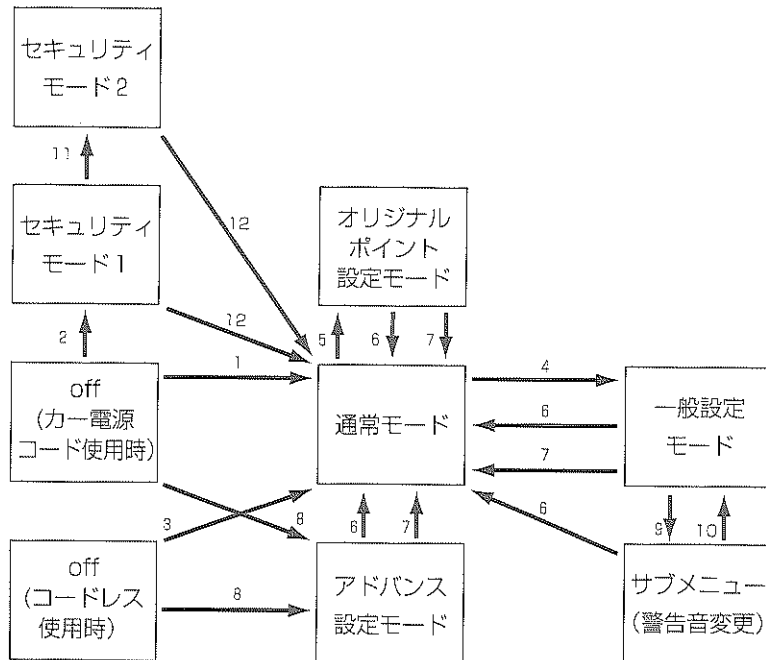 セキュリティ
モード2
11
セキュリティ
モード1
12
オリジナル
ポイント
設定モード
2
12
5
6
7
1
4
off
(カー電源
コード使用時)
通常モード
6
一般設定
モード
7
3
8
6
7
6
9
10
off
(コードレス
使用時)
8
アドバンス
設定モード
サブメニュー
(警告音変更)